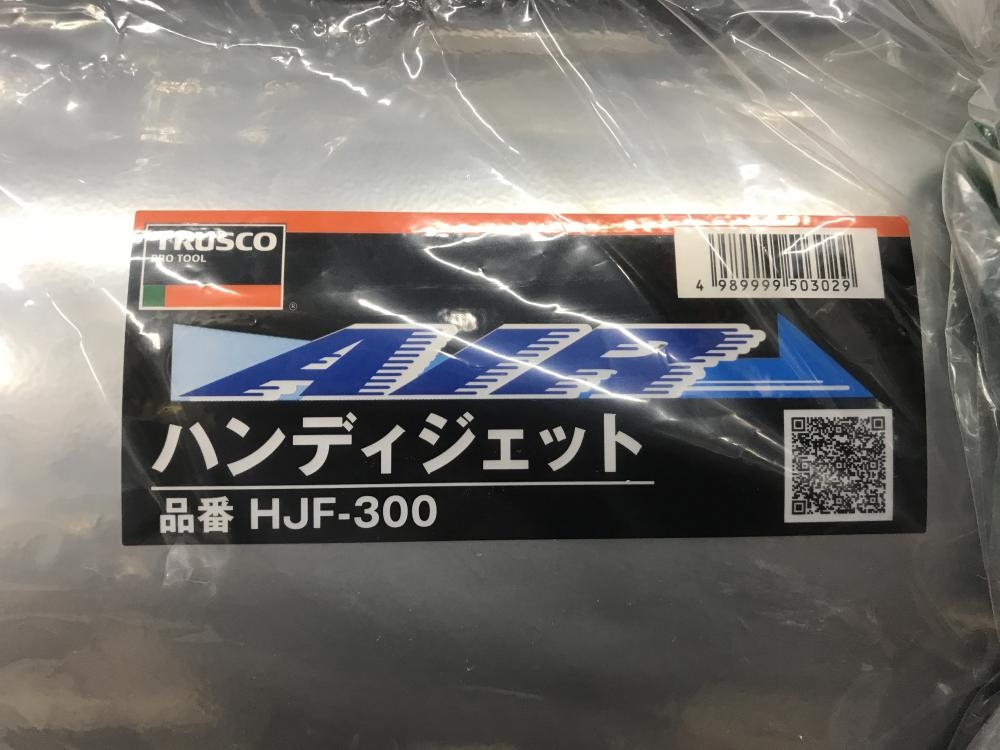 TRUSCO
PRO TOOL
®
4 989999 503029
AIR
ハンディジェット
品番 HJF-300